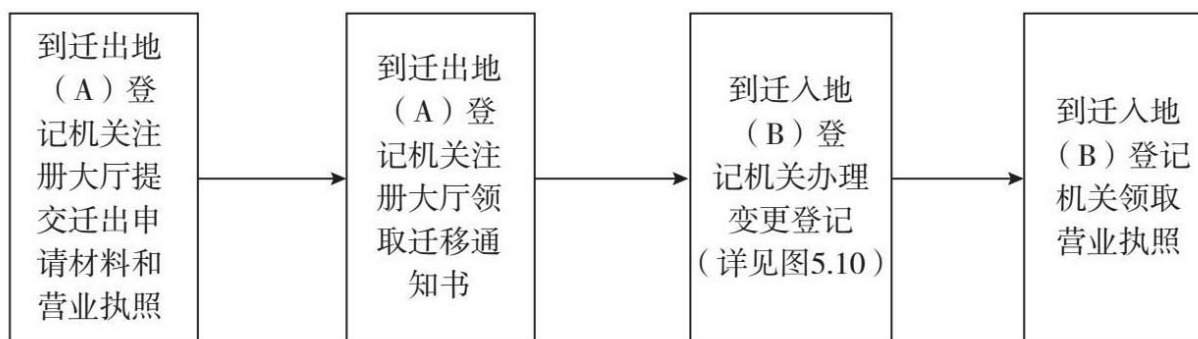 到迁出地
（A）登
记机关注
册大厅提
交迁出申
请材料和
营业执照
到迁出地
（A）登
记机关注
册大厅领
取迁移通
知书
到迁入地
（B）登
记机关办理
变更登记
（详见图5.10）
到迁入地
（B）登记
机关领取
营业执照